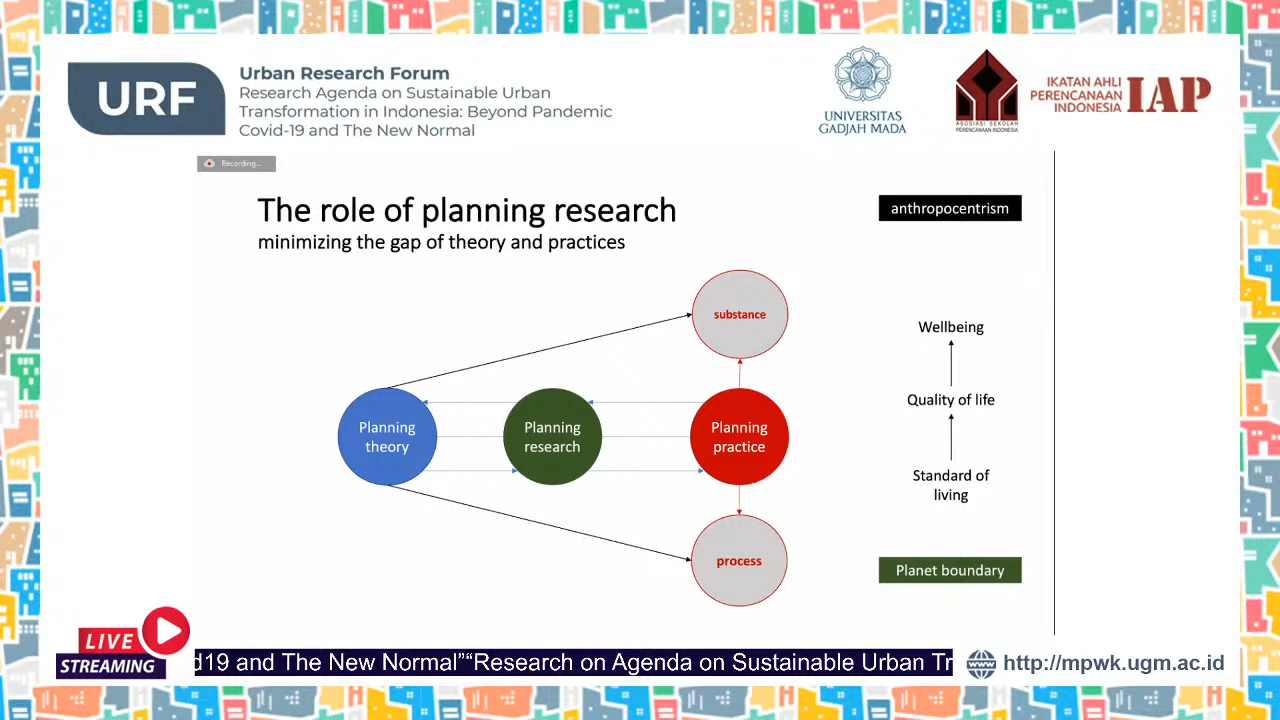 URF
Urban Research Forum
Research Agenda on Sustainable Urban
Transformation in Indonesia: Beyond Pandemic
Covid-19 and The New Normal
UNIVERSITAS
GADJAH MADA
ASOSIASI SEKOLAH
PERENCANAAN INDONESIA
IKATAN AHLI
PERENCANAAN
INDONESIA
IAP
Recording...
The role of planning research
minimizing the gap of theory and practices
anthropocentrism
substance
Wellbeing
Quality of life
Planning
theory
Planning
research
Planning
practice
Standard of
living
process
Planet boundary
LIVE
STREAMING
d19 and The New Normal”“Research on Agenda on Sustainable Urban Tr
http://mpwk.ugm.ac.id